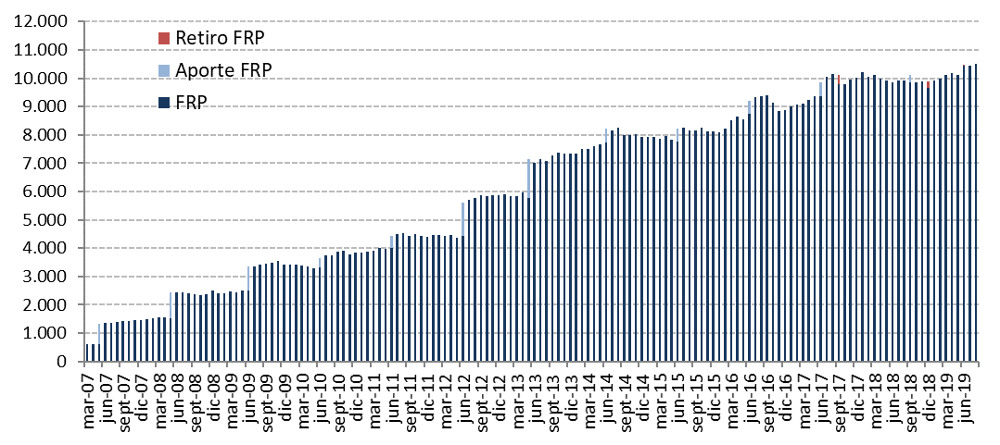 12.000
11.000
10.000
9.000
8.000
7.000
6.000
5.000
4.000
3.000
2.000
1.000
0
Retiro FRP
Aporte FRP
FRP
mar-07
jun-07
sept-07
dic-07
mar-08
jun-08
sept-08
dic-08
mar-09
jun-09
sept-09
dic-09
mar-10
jun-10
sept-10
dic-10
mar-11
jun-11
sept-11
dic-11
mar-12
jun-12
sept-12
dic-12
mar-13
jun-13
sept-13
dic-13
mar-14
jun-14
sept-14
dic-14
mar-15
jun-15
sept-15
dic-15
mar-16
jun-16
sept-16
dic-16
mar-17
jun-17
sept-17
dic-17
mar-18
jun-18
sept-18
dic-18
mar-19
jun-19